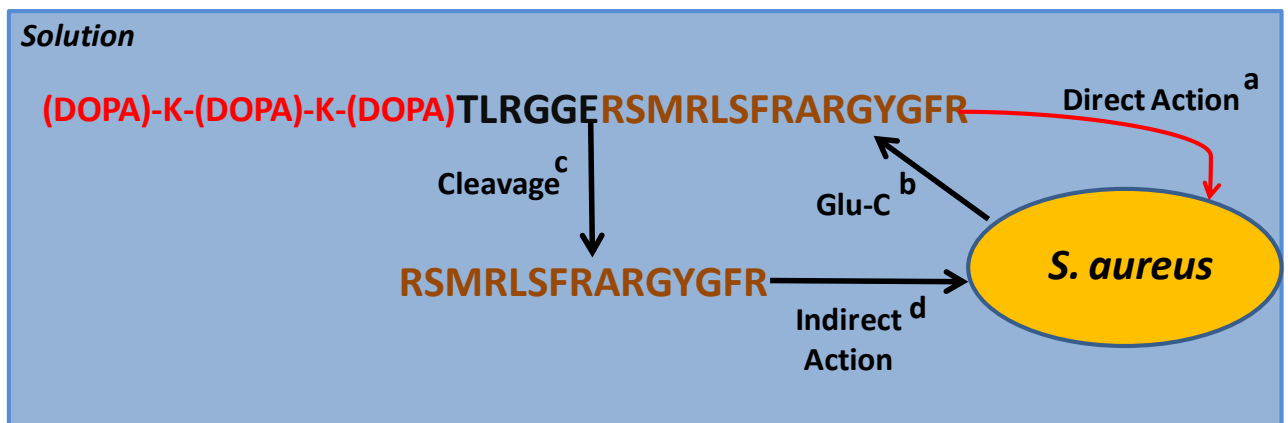 Solution
(DOPA)-K-(DOPA)-K-(DOPA)TLRGGERSMRLSFRARGYGFR
Direct Action a
Cleavage c
Glu-C b
RSMRLSFRARGYGFR
S. aureus
Indirect d
Action